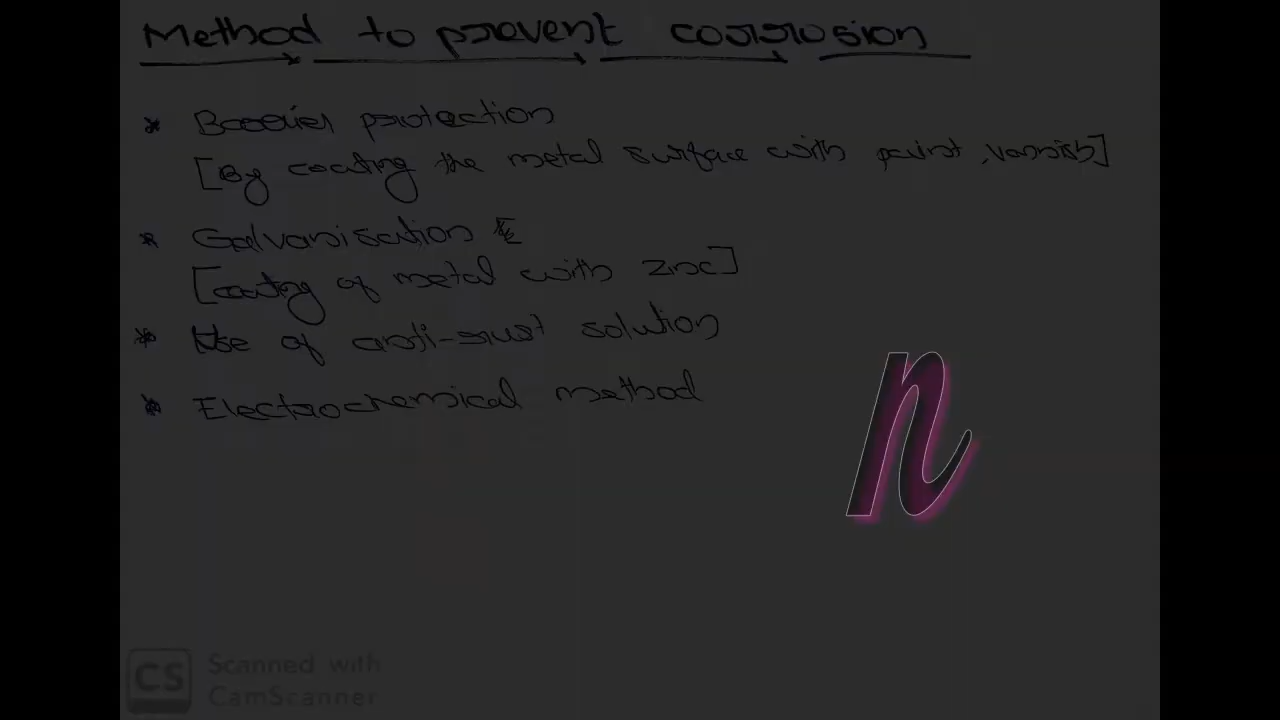 Method to prevent corrosion
* Barrier protection
[By coating the metal surface with paint, varnish]
* Galvanisation
[coating of metal with zinc]
* Use of anti-rust solution
* Electrochemical method
n
CS Scanned with
CamScanner